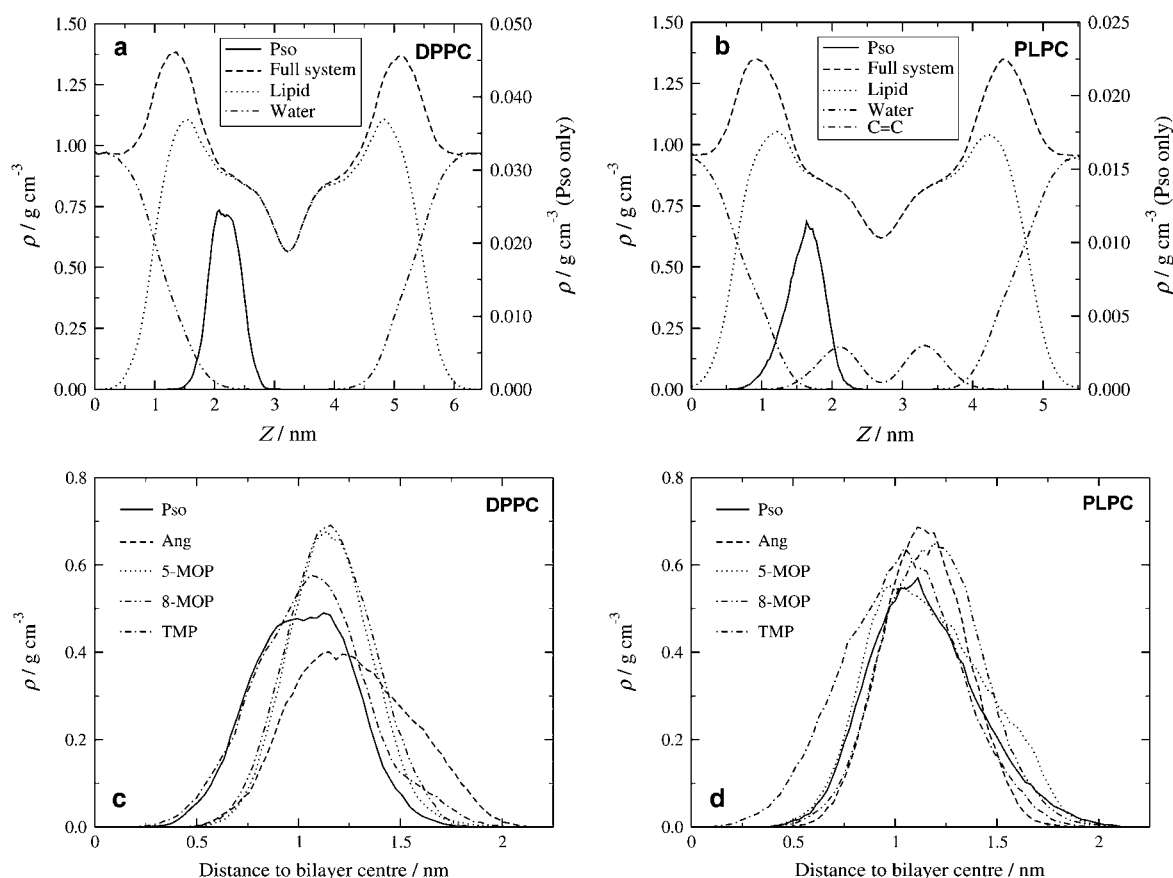 a
DPPC
Pso
Full system
Lipid
Water
1.50
1.25
1.00
0.75
0.50
0.25
0.00
ρ / g cm⁻³
0.050
0.040
0.030
0.020
0.010
0.000
ρ / g cm⁻³ (Pso only)
0 1 2 3 4 5 6
Z / nm
b
PLPC
Pso
Full system
Lipid
Water
C=C
1.50
1.25
1.00
0.75
0.50
0.25
0.00
ρ / g cm⁻³
0.025
0.020
0.015
0.010
0.005
0.000
ρ / g cm⁻³ (Pso only)
0 1 2 3 4 5
Z / nm
c
DPPC
Pso
Ang
5-MOP
8-MOP
TMP
0.8
0.6
0.4
0.2
0.0
ρ / g cm⁻³
0 0.5 1 1.5 2
Distance to bilayer centre / nm
d
PLPC
Pso
Ang
5-MOP
8-MOP
TMP
0.8
0.6
0.4
0.2
0.0
ρ / g cm⁻³
0 0.5 1 1.5 2
Distance to bilayer centre / nm